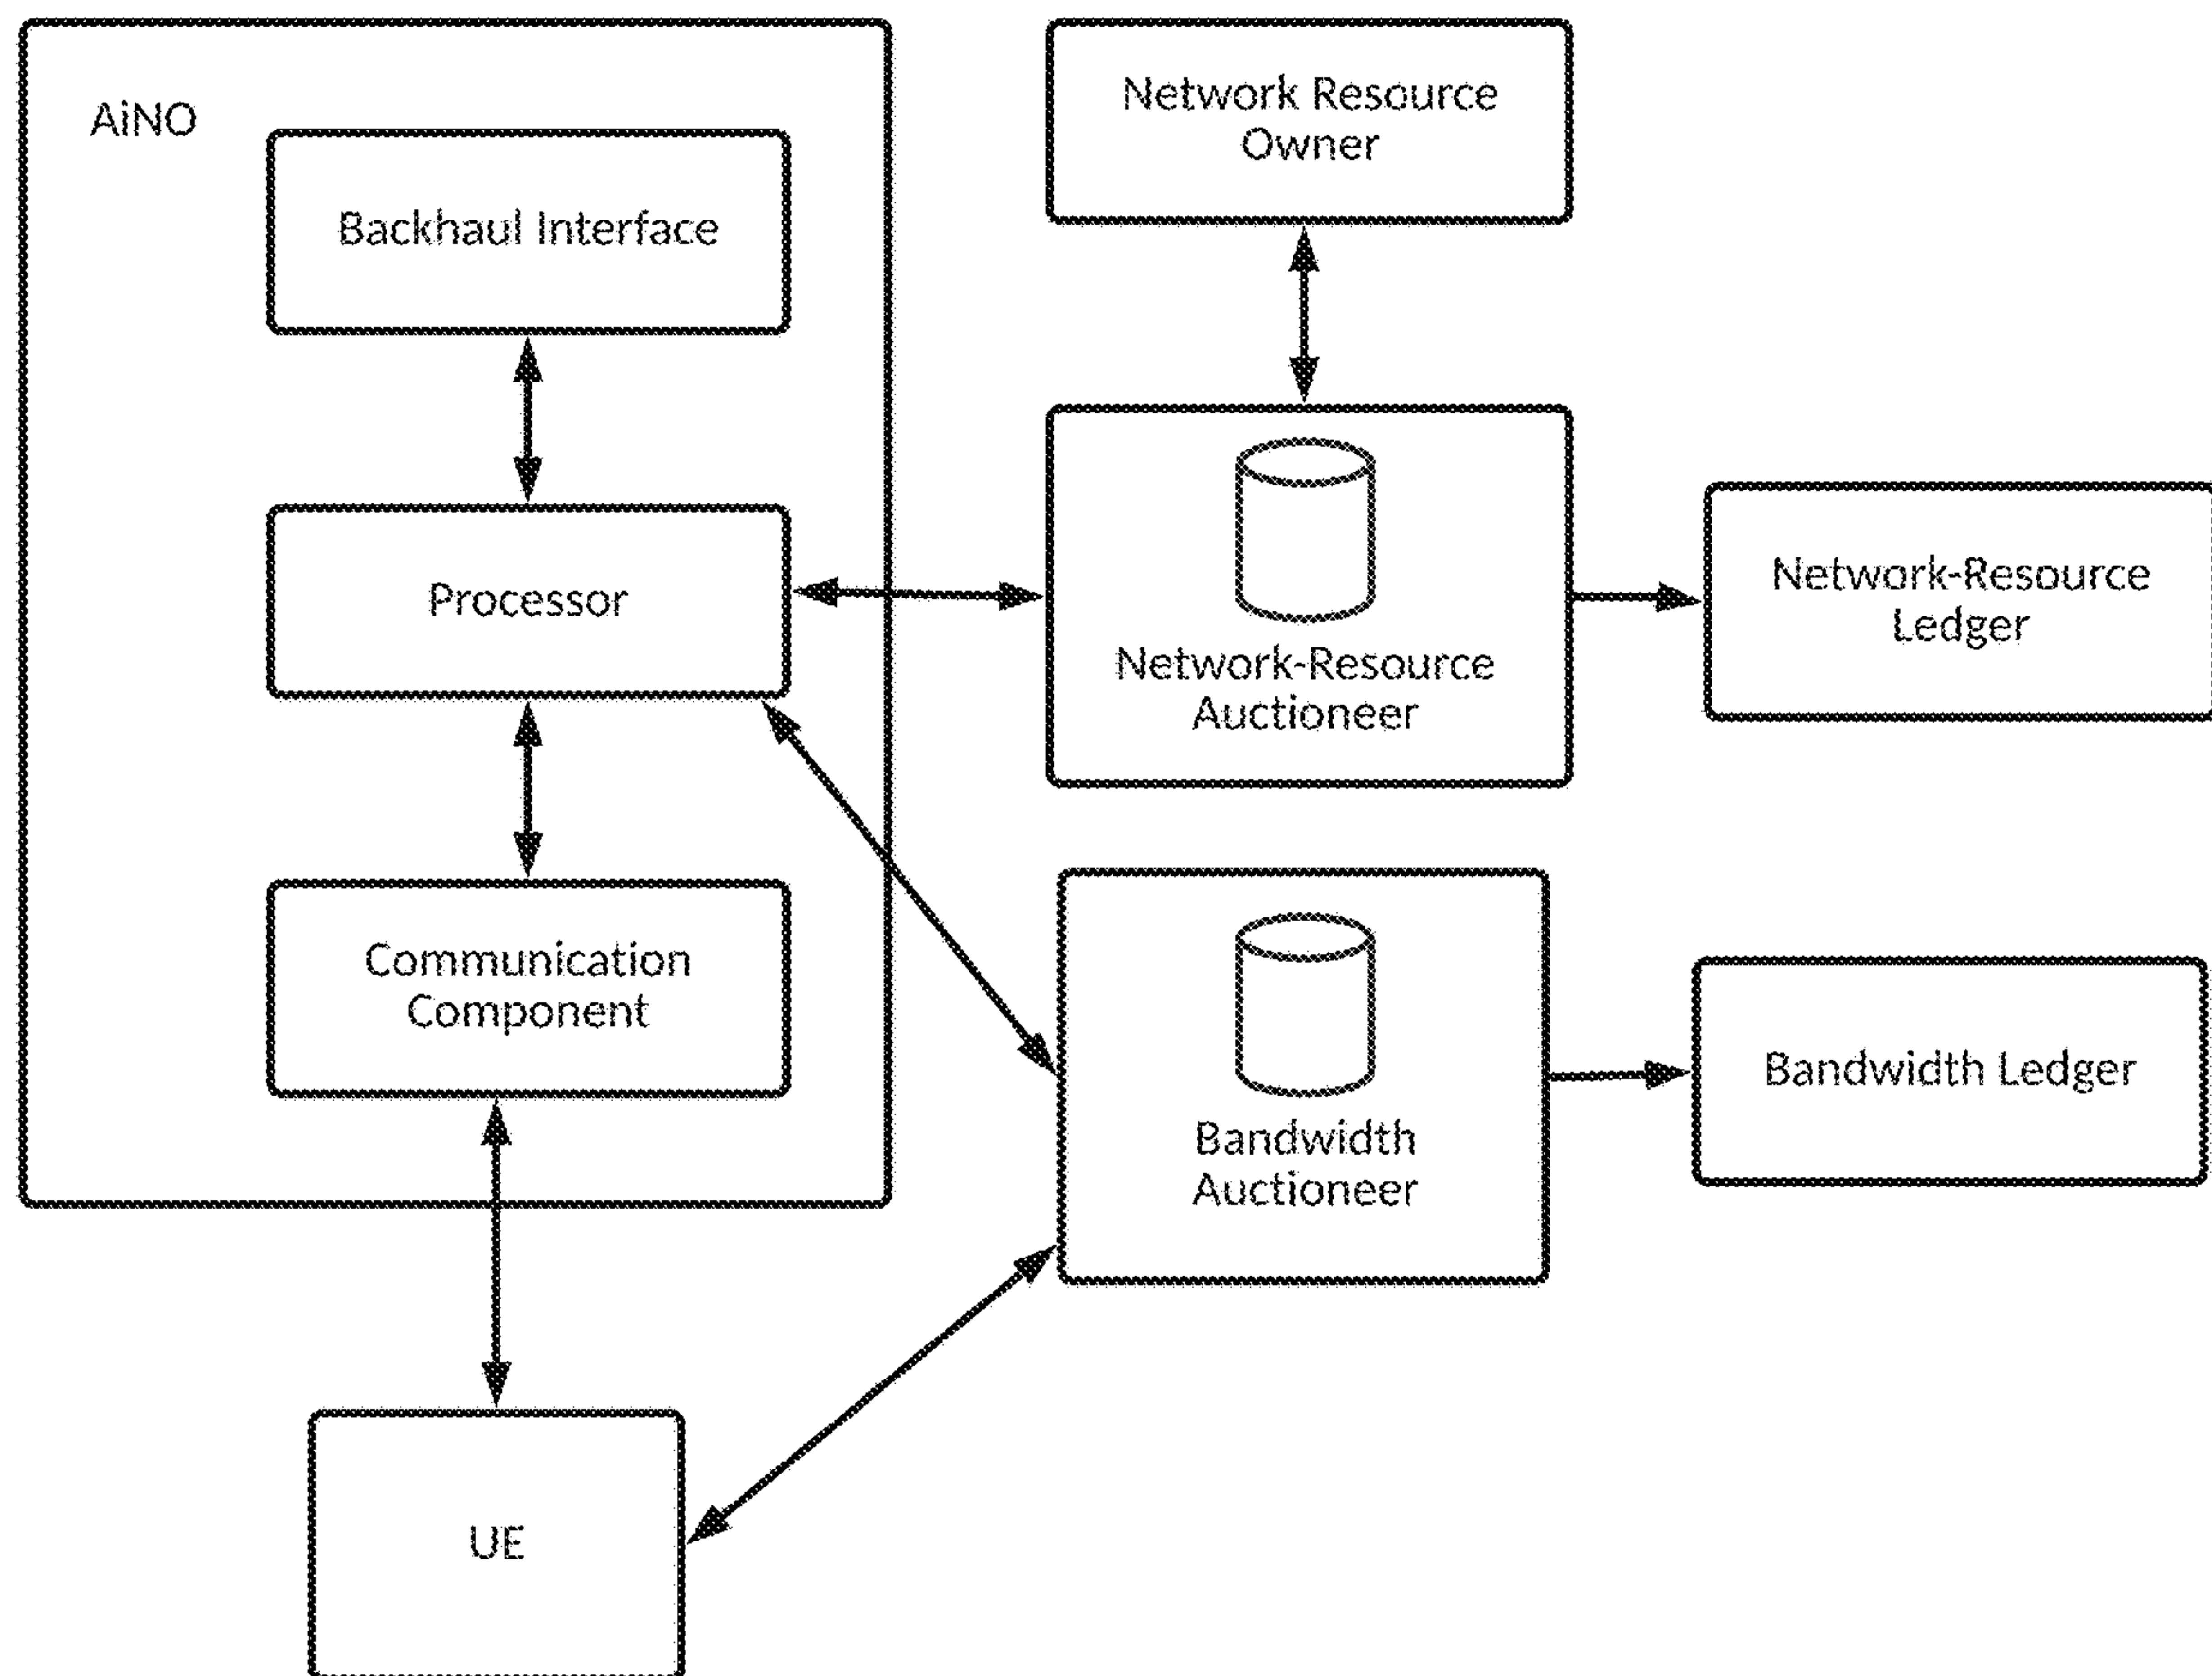 AiNO
Backhaul Interface
Processor
Communication
Component
UE
Network Resource
Owner
Network-Resource
Auctioneer
Network-Resource
Ledger
Bandwidth
Auctioneer
Bandwidth Ledger